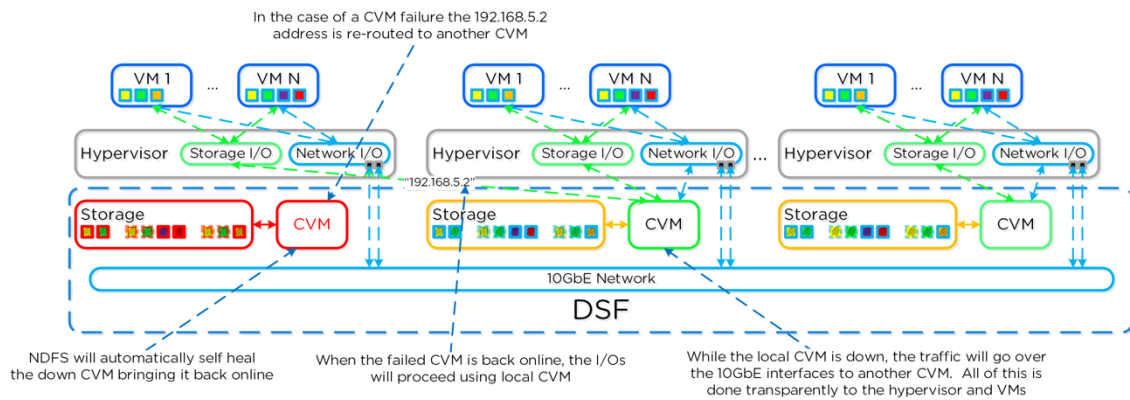 In the case of a CVM failure the 192.168.5.2
address is re-routed to another CVM
VM 1
...
VM N
VM 1
...
VM N
VM 1
...
VM N
Hypervisor
Storage I/O
Network I/O
Hypervisor
Storage I/O
Network I/O
...
Hypervisor
Storage I/O
Network I/O
"192.168.5.2"
Storage
CVM
Storage
CVM
Storage
CVM
10GbE Network
DSF
NDFS will automatically self heal
the down CVM bringing it back online
When the failed CVM is back online, the I/Os
will proceed using local CVM
While the local CVM is down, the traffic will go over
the 10GbE interfaces to another CVM. All of this is
done transparently to the hypervisor and VMs